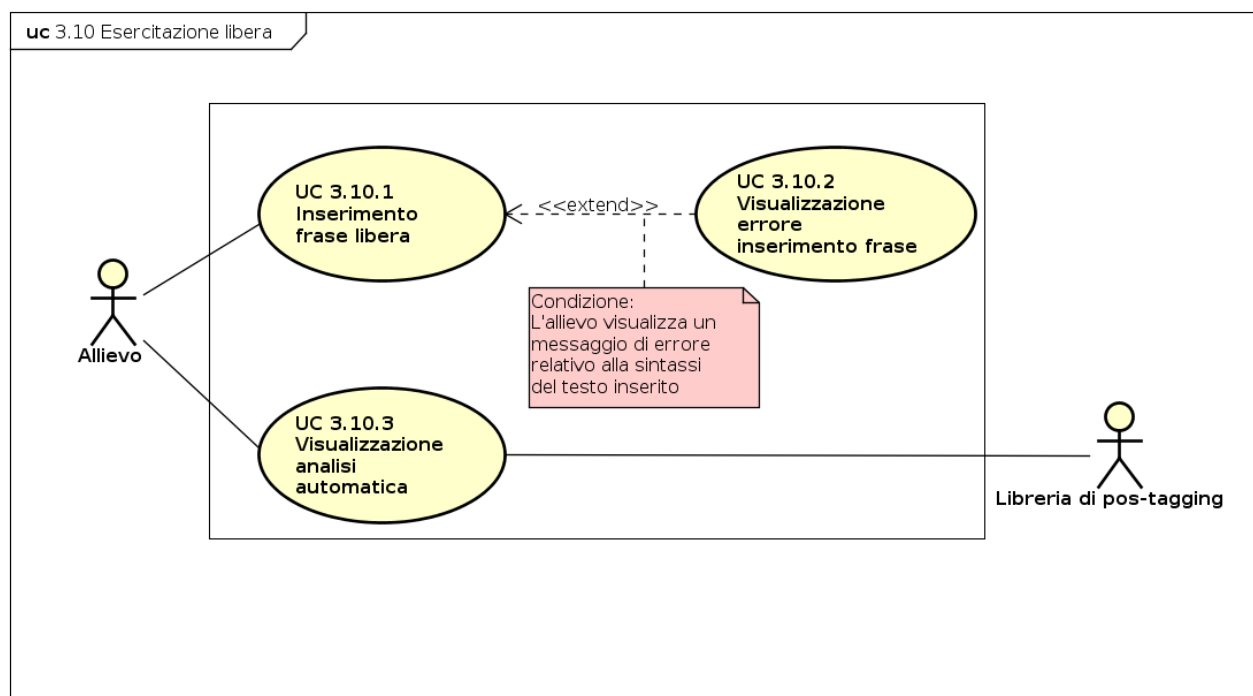 uc 3.10 Esercitazione libera
UC 3.10.1
Inserimento
frase libera
<<extend>>
UC 3.10.2
Visualizzazione
errore
inserimento frase
Condizione:
L'allievo visualizza un
messaggio di errore
relativo alla sintassi
del testo inserito
Allievo
UC 3.10.3
Visualizzazione
analisi
automatica
Libreria di pos-tagging